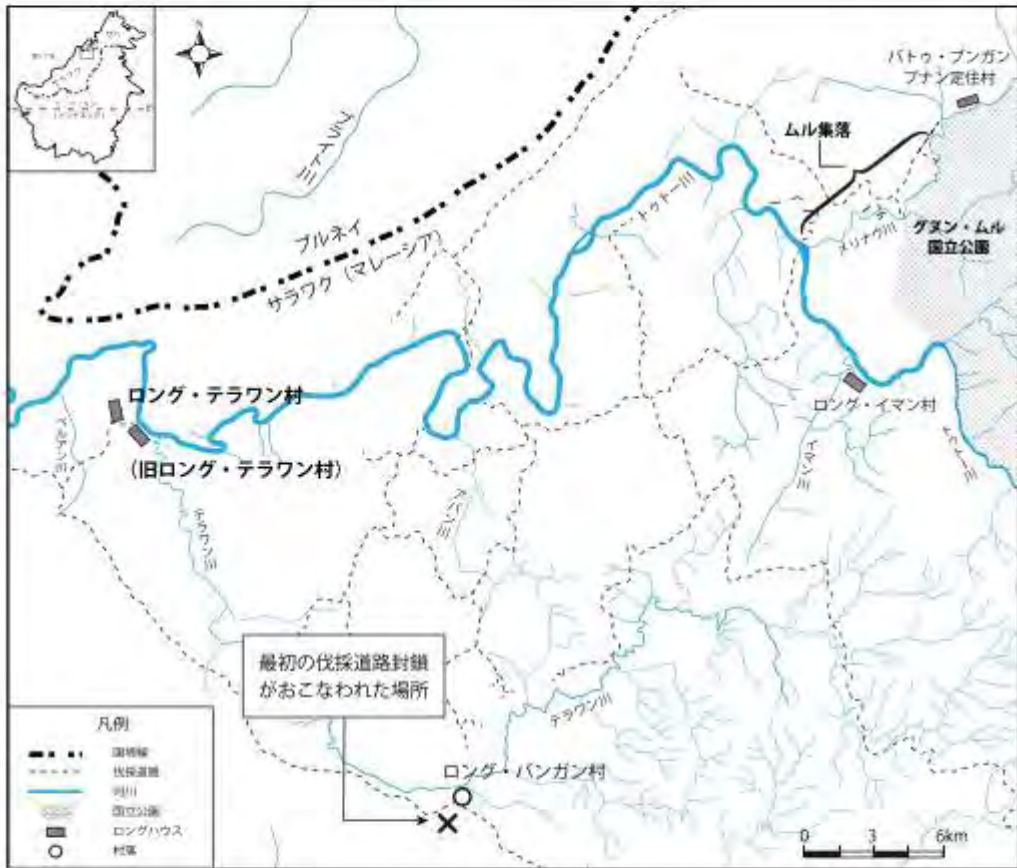 N
バトゥ・ブンガン
プナン定住村
ムル集落
トゥトー川
メリナウ川
グヌン・ムル
国立公園
ブルネイ
サラワク（マレーシア）
ロング・テラワン村
（旧ロング・テラワン村）
ロング・イマン村
イマン川
アパン川
テラワン川
最初の伐採道路封鎖
がおこなわれた場所
テラワン川
ロング・バンガン村
凡例
国境線
伐採道路
河川
国立公園
ロングハウス
村落
0 3 6km